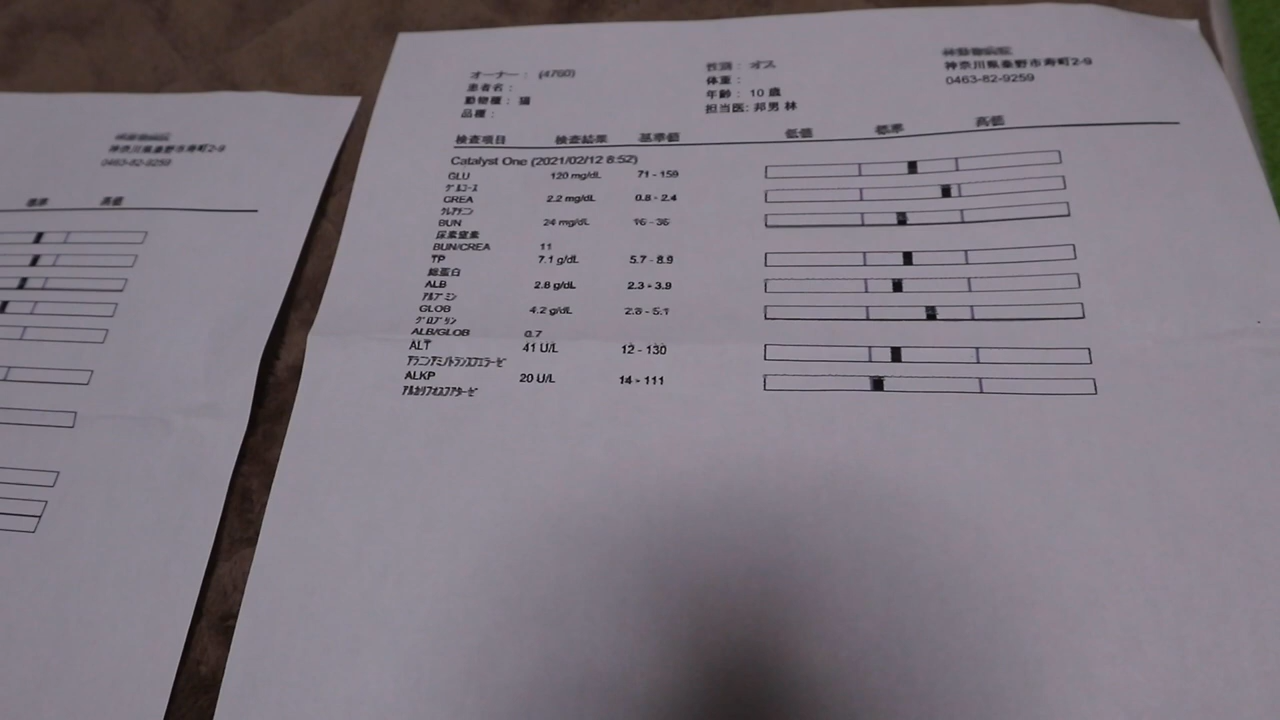 神奈川県秦野市寿町2-9
0463-82-9259
標準 高値
オーナー： (4760)
患者名：
動物種： 猫
品種：
性別： オス
体重：
年齢： 10 歳
担当医: 邦男 林
林動物病院
神奈川県秦野市寿町2-9
0463-82-9259
検査項目 検査結果 基準値 低値 標準 高値
Catalyst One (2021/02/12 8:52)
GLU 120 mg/dL 71 - 159
グルコース
CREA 2.2 mg/dL 0.8 - 2.4
クレアチニン
BUN 24 mg/dL 16 - 36
尿素窒素
BUN/CREA 11
TP 7.1 g/dL 5.7 - 8.9
総蛋白
ALB 2.8 g/dL 2.3 - 3.9
アルブミン
GLOB 4.2 g/dL 2.8 - 5.1
グロブリン
ALB/GLOB 0.7
ALT 41 U/L 12 - 130
アラニンアミノトランスフェラーゼ
ALKP 20 U/L 14 - 111
アルカリフォスファターゼ